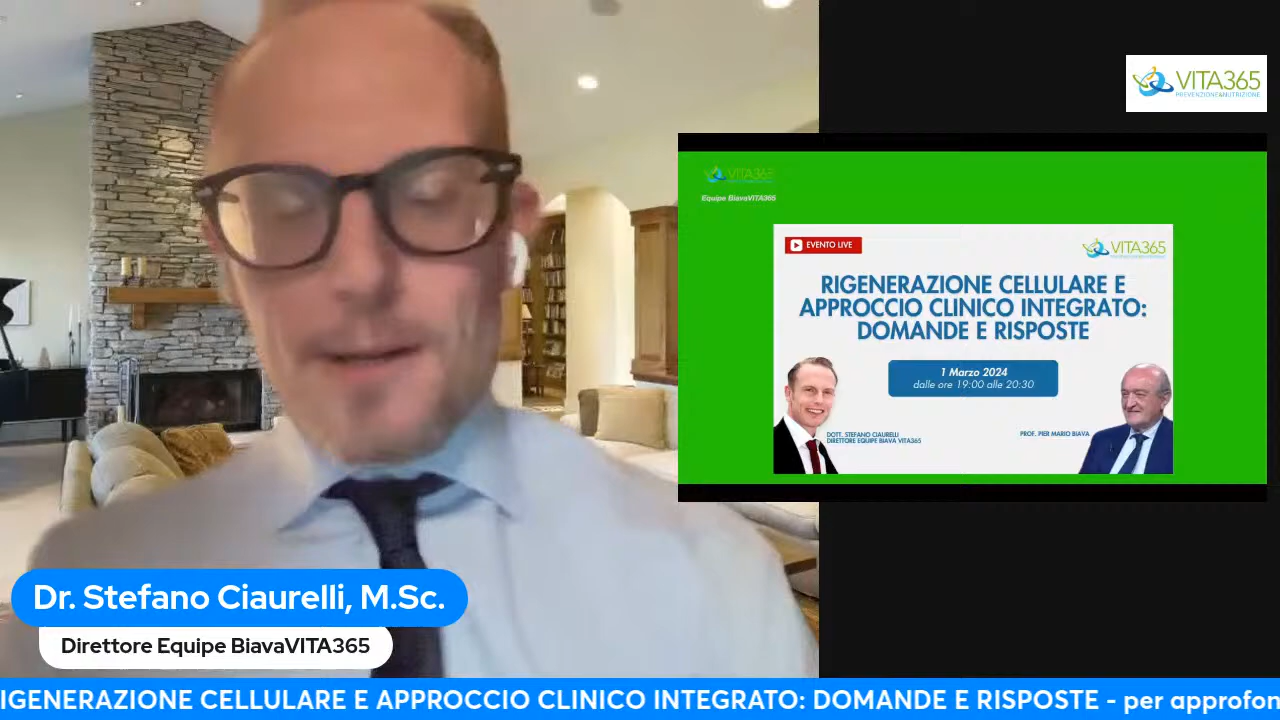 VITA365
PREVENZIONE&NUTRIZIONE
VITA365
Equipe BiavaVITA365
EVENTO LIVE
VITA365
RIGENERAZIONE CELLULARE E
APPROCCIO CLINICO INTEGRATO:
DOMANDE E RISPOSTE
1 Marzo 2024
dalle ore 19:00 alle 20:30
DOTT. STEFANO CIAURELLI
DIRETTORE EQUIPE BIAVA VITA365
PROF. PIER MARIO BIAVA
Dr. Stefano Ciaurelli, M.Sc.
Direttore Equipe BiavaVITA365
IGENERAZIONE CELLULARE E APPROCCIO CLINICO INTEGRATO: DOMANDE E RISPOSTE - per approfon